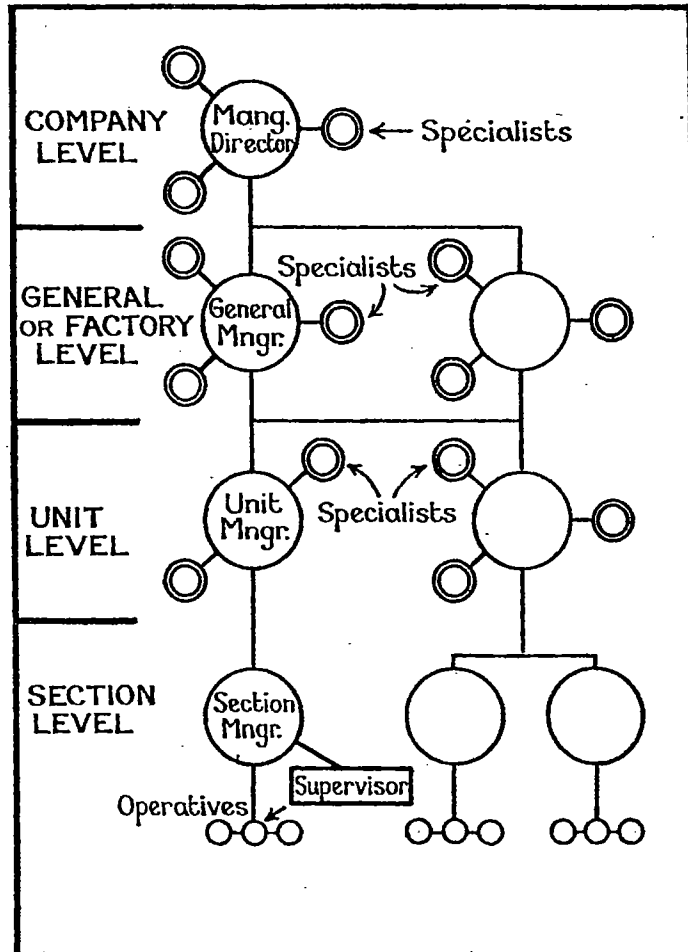 COMPANY
LEVEL
Mang.
Director
Specialists
GENERAL
OR FACTORY
LEVEL
General
Mngr.
Specialists
UNIT
LEVEL
Unit
Mngr.
Specialists
SECTION
LEVEL
Section
Mngr.
Supervisor
Operatives